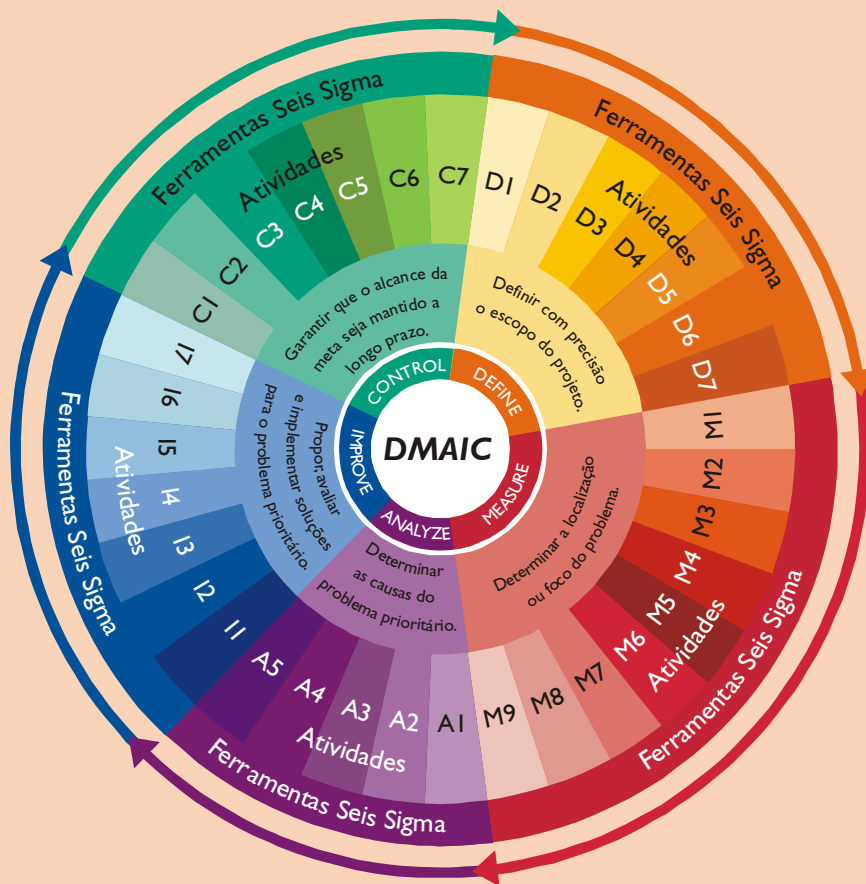 DMAIC
DEFINE
Definir com precisão
o escopo do projeto.
D1
D2
D3
D4
D5
D6
D7
Atividades
Ferramentas Seis Sigma
MEASURE
Determinar a localização
ou foco do problema.
M1
M2
M3
M4
M5
M6
M7
M8
M9
Atividades
Ferramentas Seis Sigma
ANALYZE
Determinar
as causas do
problema prioritário.
A1
A2
A3
A4
A5
Atividades
Ferramentas Seis Sigma
IMPROVE
Propor, avaliar
e implementar soluções
para o problema prioritário.
I1
I2
I3
I4
I5
I6
I7
Atividades
Ferramentas Seis Sigma
CONTROL
Garantir que o alcance da
meta seja mantido a
longo prazo.
C1
C2
C3
C4
C5
C6
C7
Atividades
Ferramentas Seis Sigma